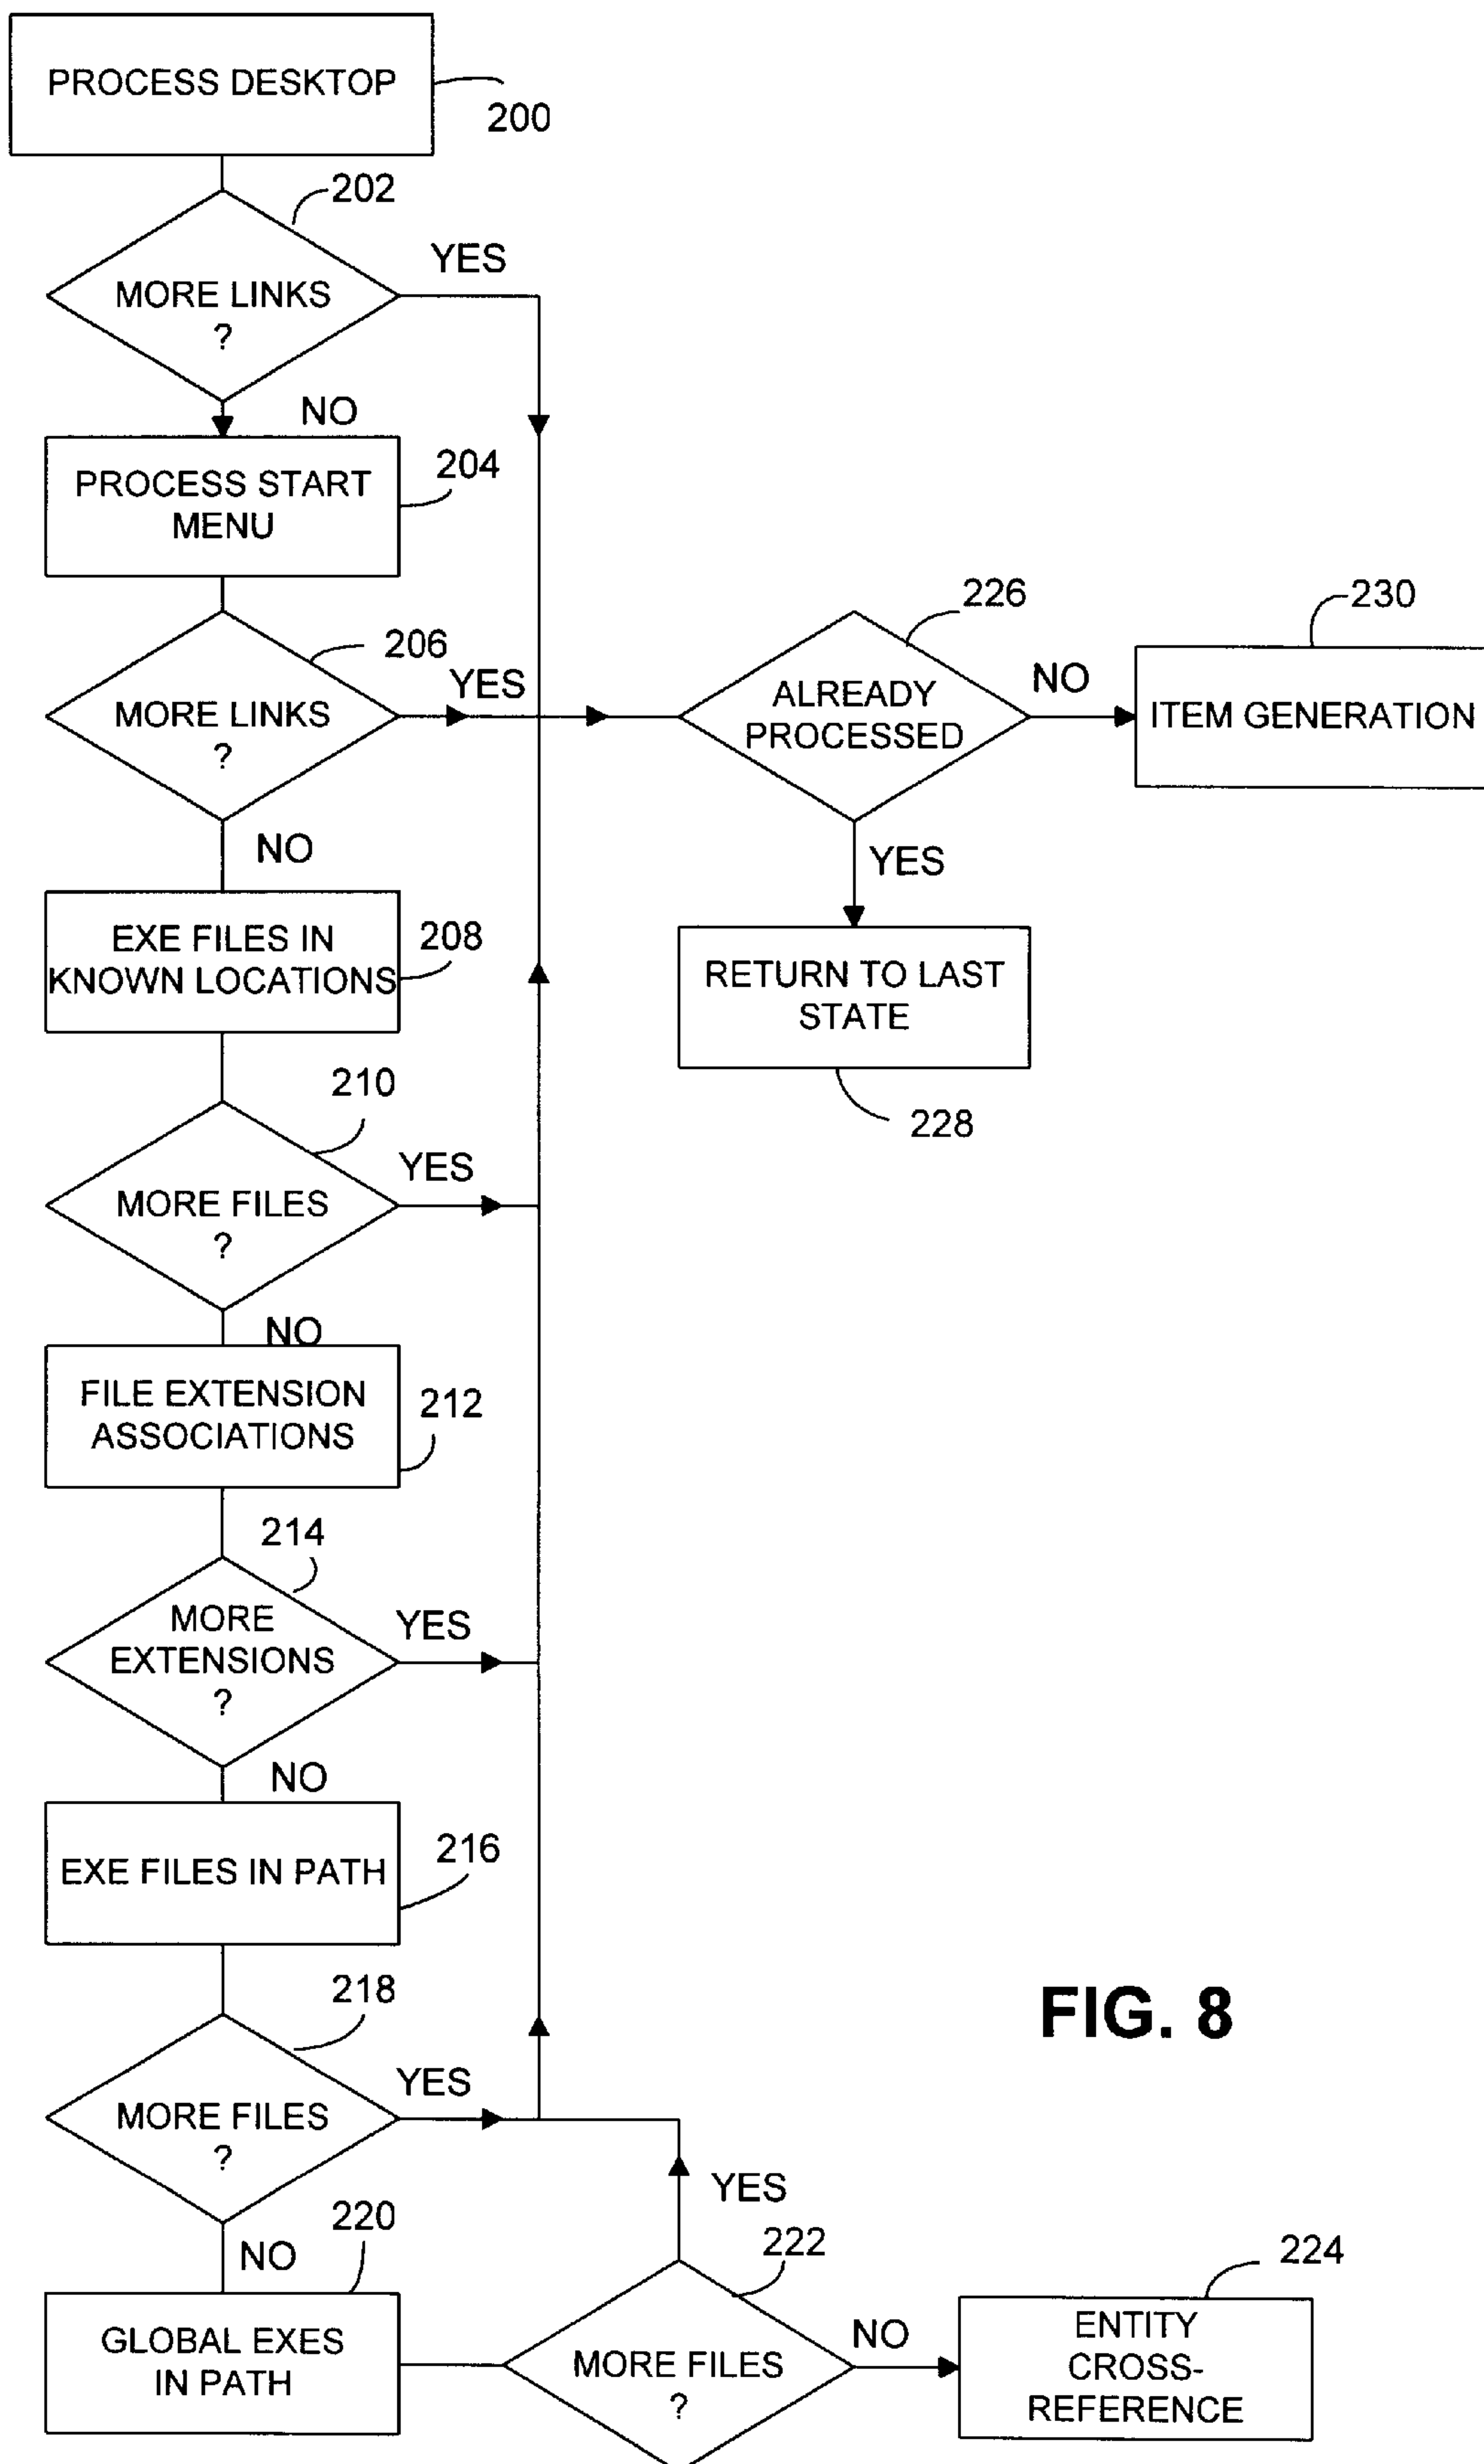 PROCESS DESKTOP
200
202
MORE LINKS
?
YES
NO
PROCESS START
MENU
204
206
MORE LINKS
?
YES
226
ALREADY
PROCESSED
NO
230
ITEM GENERATION
YES
RETURN TO LAST
STATE
228
NO
EXE FILES IN
KNOWN LOCATIONS
208
210
MORE FILES
?
YES
NO
FILE EXTENSION
ASSOCIATIONS
212
214
MORE
EXTENSIONS
?
YES
NO
EXE FILES IN PATH
216
218
MORE FILES
?
YES
NO
220
GLOBAL EXES
IN PATH
YES
222
MORE FILES
?
NO
224
ENTITY
CROSS-
REFERENCE
FIG. 8